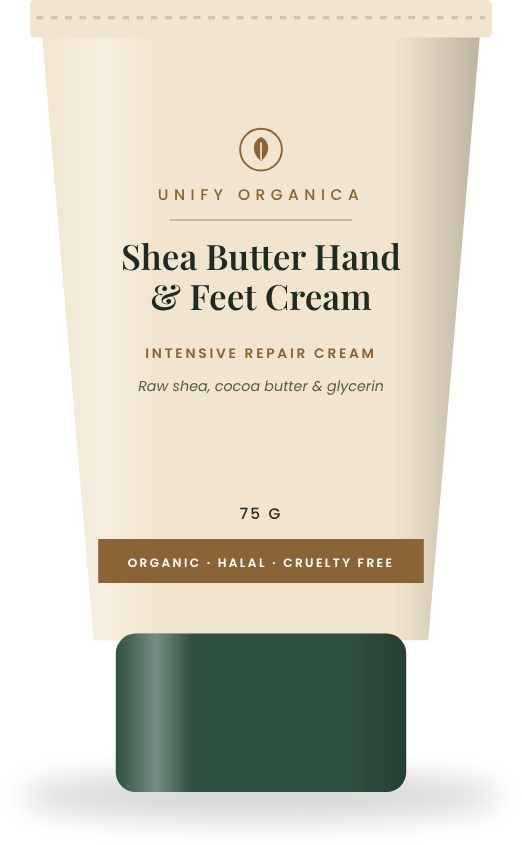 UNIFY ORGANICA
Shea Butter Hand
& Feet Cream
INTENSIVE REPAIR CREAM
Raw shea, cocoa butter & glycerin
75 G
ORGANIC · HALAL · CRUELTY FREE